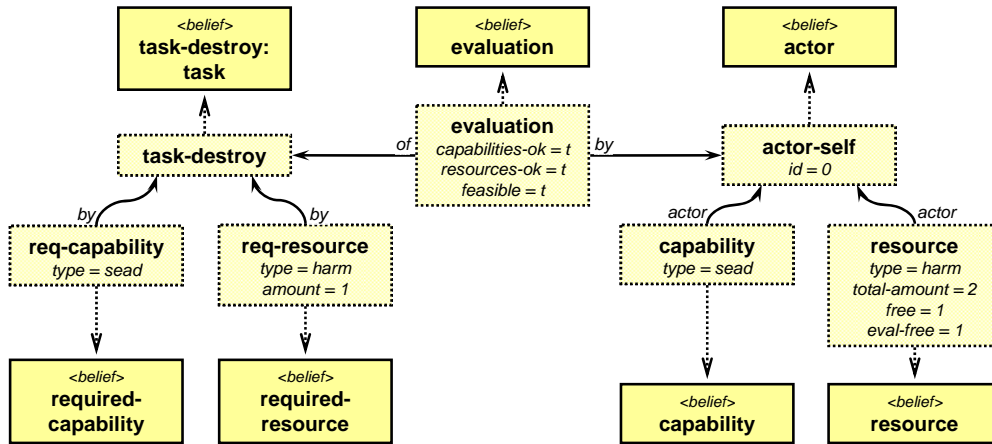 <belief>
task-destroy:
task
<belief>
evaluation
<belief>
actor
task-destroy
of
evaluation
capabilities-ok = t
resources-ok = t
feasible = t
by
actor-self
id = 0
by
by
actor
actor
req-capability
type = sead
req-resource
type = harm
amount = 1
capability
type = sead
resource
type = harm
total-amount = 2
free = 1
eval-free = 1
<belief>
required-
capability
<belief>
required-
resource
<belief>
capability
<belief>
resource